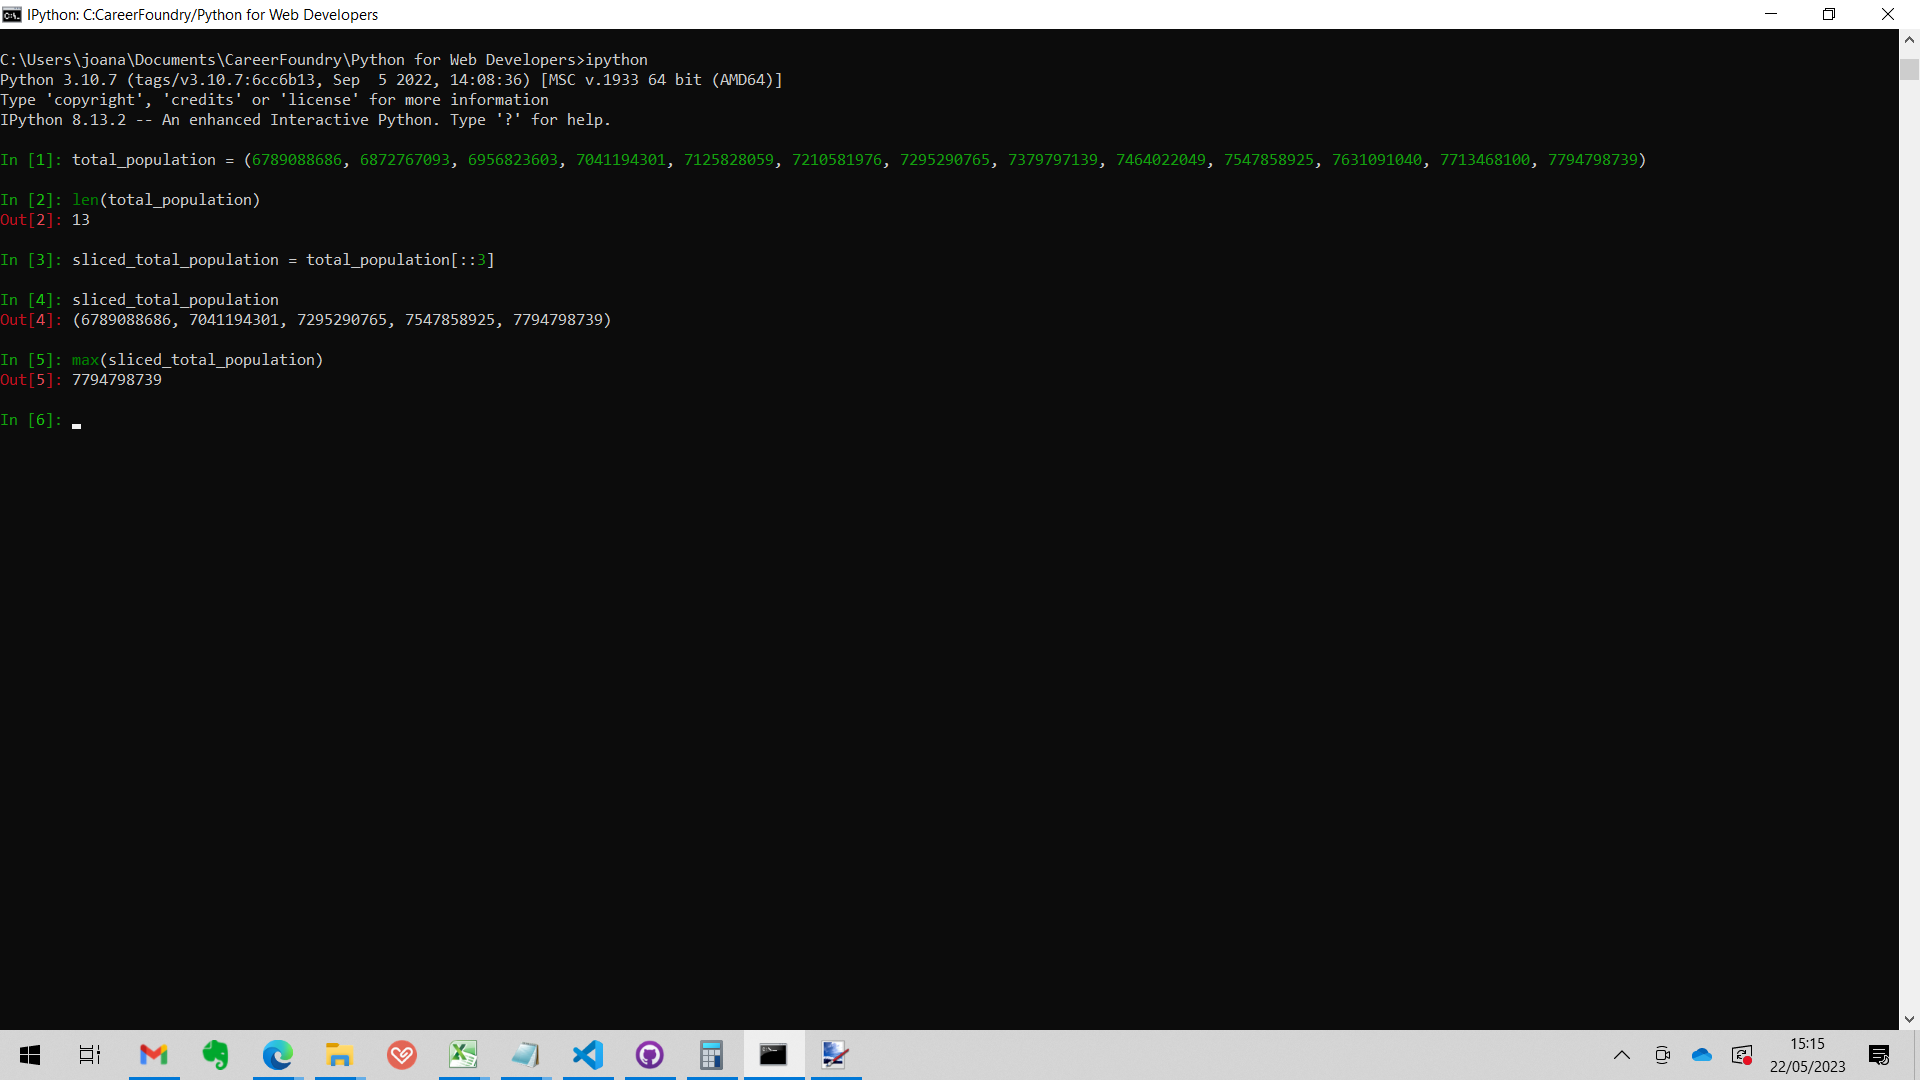 IPython: C:CareerFoundry/Python for Web Developers
C:\Users\joana\Documents\CareerFoundry\Python for Web Developers>ipython
Python 3.10.7 (tags/v3.10.7:6cc6b13, Sep  5 2022, 14:08:36) [MSC v.1933 64 bit (AMD64)]
Type 'copyright', 'credits' or 'license' for more information
IPython 8.13.2 -- An enhanced Interactive Python. Type '?' for help.
In [1]: total_population = (6789088686, 6872767093, 6956823603, 7041194301, 7125828059, 7210581976, 7295290765, 7379797139, 7464022049, 7547858925, 7631091040, 7713468100, 7794798739)
In [2]: len(total_population)
Out[2]: 13
In [3]: sliced_total_population = total_population[::3]
In [4]: sliced_total_population
Out[4]: (6789088686, 7041194301, 7295290765, 7547858925, 7794798739)
In [5]: max(sliced_total_population)
Out[5]: 7794798739
In [6]:
15:15
22/05/2023